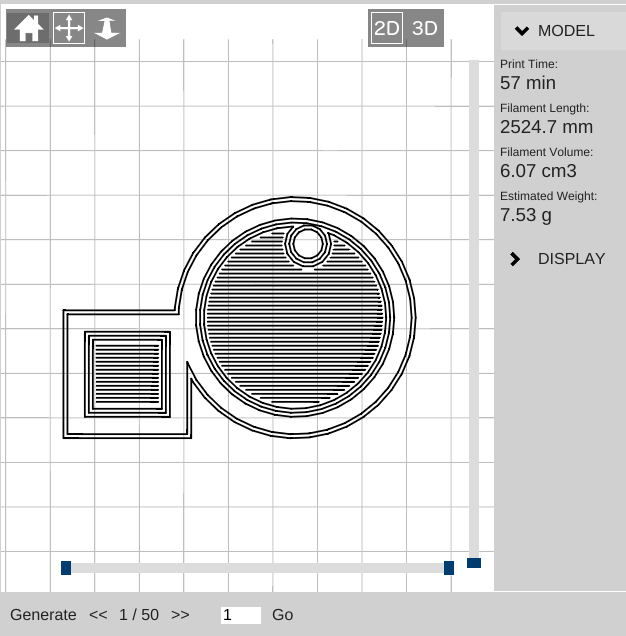 2D 3D
MODEL
Print Time:
57 min
Filament Length:
2524.7 mm
Filament Volume:
6.07 cm3
Estimated Weight:
7.53 g
DISPLAY
Generate << 1 / 50 >> 1 Go